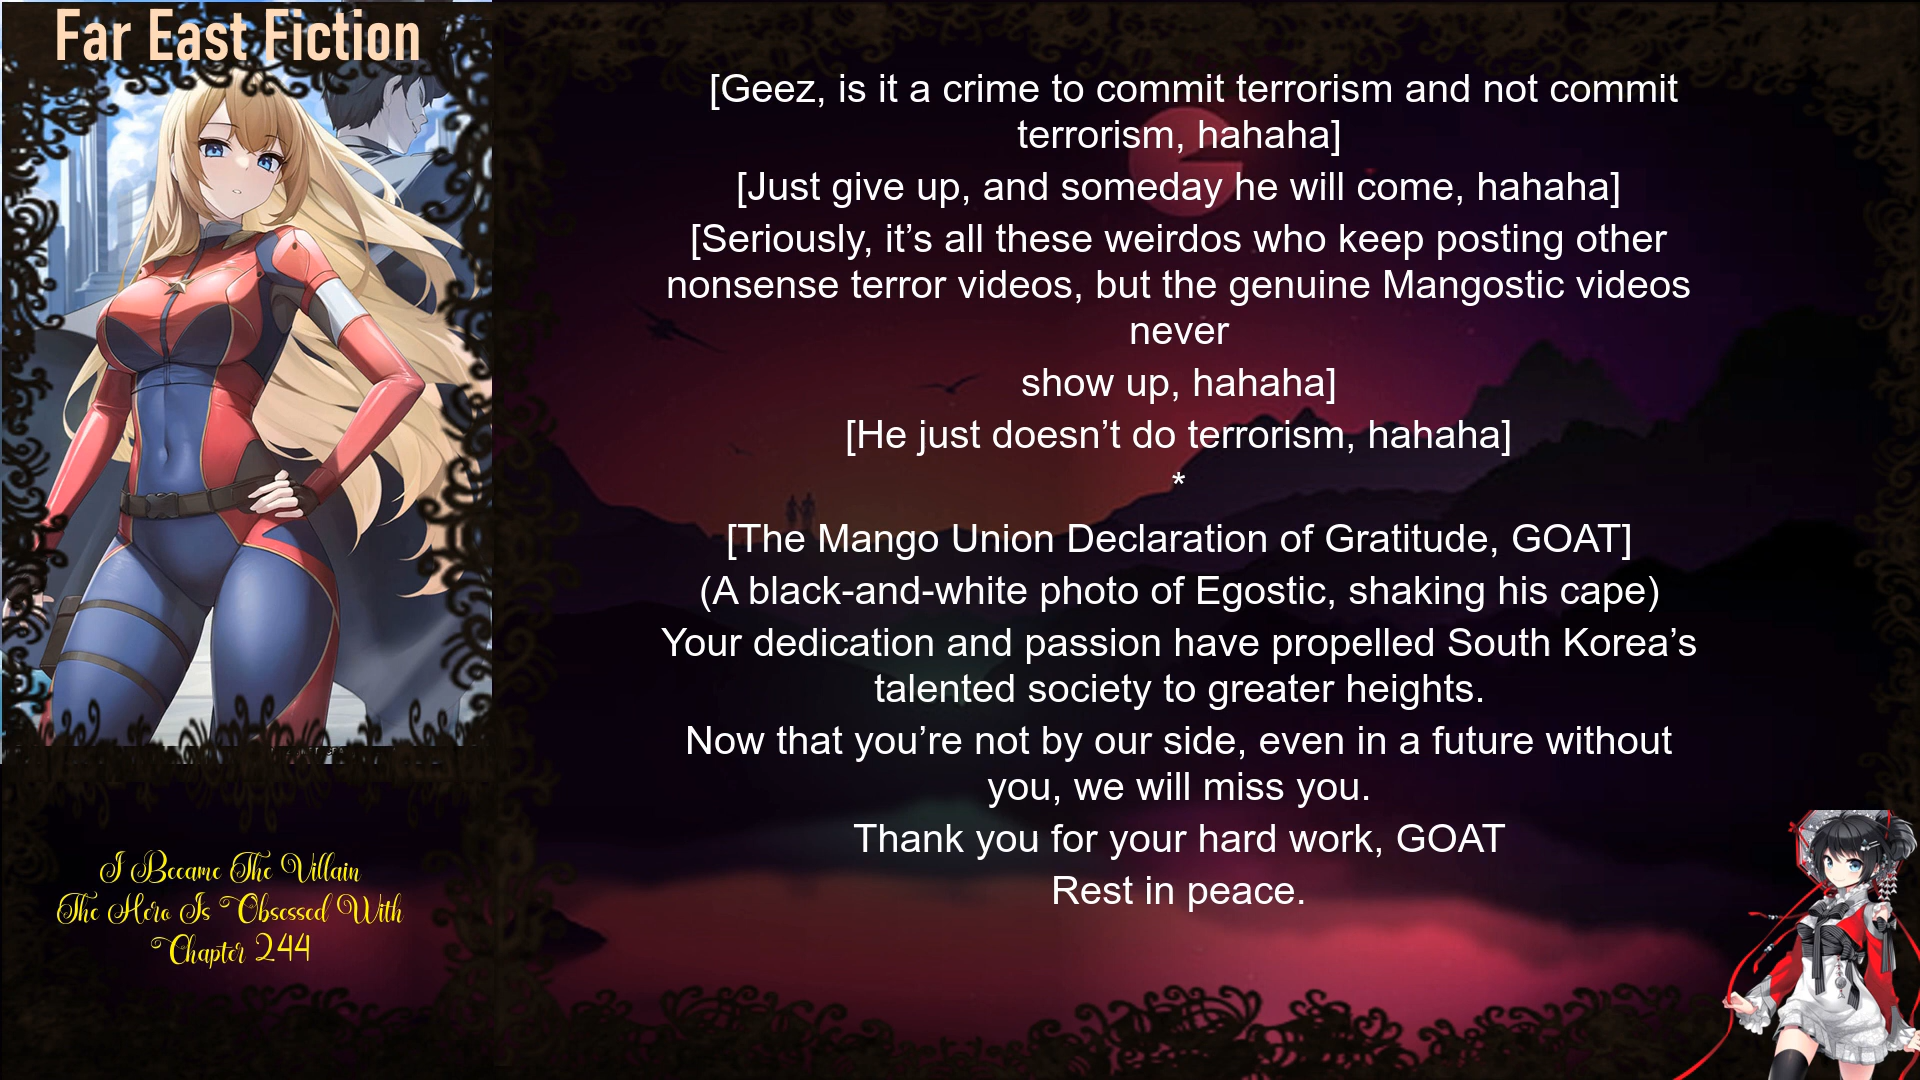 Far East Fiction
[Geez, is it a crime to commit terrorism and not commit
terrorism, hahaha]
[Just give up, and someday he will come, hahaha]
[Seriously, it’s all these weirdos who keep posting other
nonsense terror videos, but the genuine Mangostic videos
never
show up, hahaha]
[He just doesn’t do terrorism, hahaha]
*
[The Mango Union Declaration of Gratitude, GOAT]
(A black-and-white photo of Egostic, shaking his cape)
Your dedication and passion have propelled South Korea’s
talented society to greater heights.
Now that you’re not by our side, even in a future without
you, we will miss you.
Thank you for your hard work, GOAT
Rest in peace.
I Became The Villain
The Hero Is Obsessed With
Chapter 244